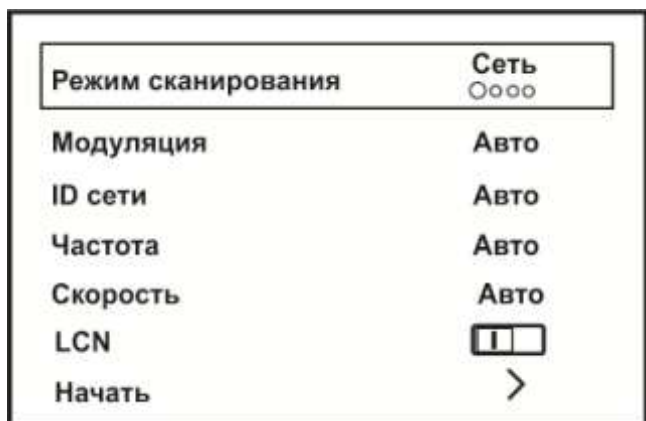 Режим сканирования Сеть
Модуляция Авто
ID сети Авто
Частота Авто
Скорость Авто
LCN
Начать